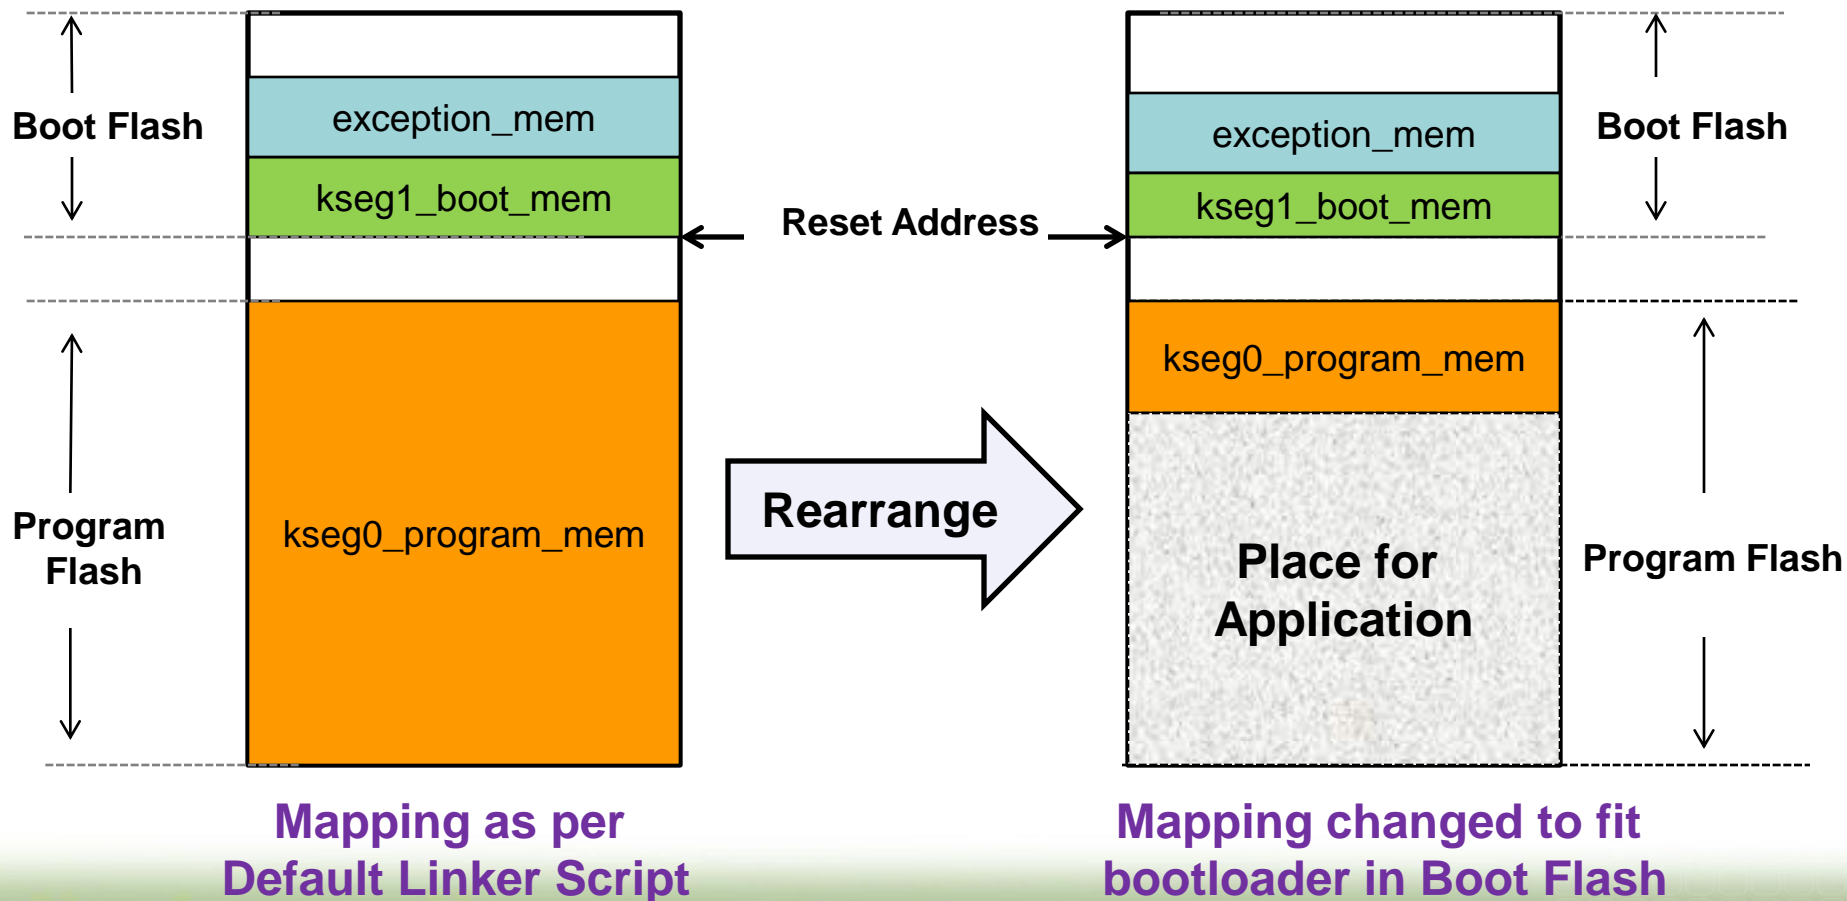 Boot Flash
exception_mem
kseg1_boot_mem
Program
Flash
kseg0_program_mem
Mapping as per
Default Linker Script
Reset Address
Rearrange
exception_mem
kseg1_boot_mem
Boot Flash
kseg0_program_mem
Place for
Application
Program Flash
Mapping changed to fit
bootloader in Boot Flash